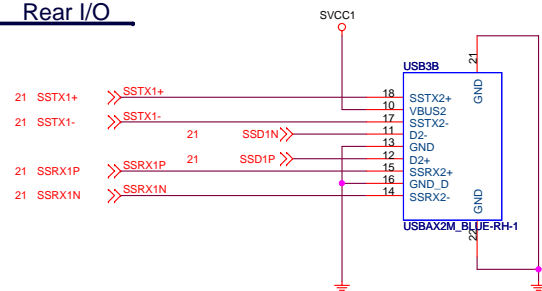 Rear I/O
SVCC1
USB3B
21
GND
21 SSTX1+ SSTX1+ 18 SSTX2+
10 VBUS2
21 SSTX1- SSTX1- 17 SSTX2-
21 SSD1N 11 D2-
13 GND
21 SSD1P 12 D2+
21 SSRX1P SSRX1P 15 SSRX2+
16 GND_D
21 SSRX1N SSRX1N 14 SSRX2-
GND
USBAX2M_BLUE-RH-1
22